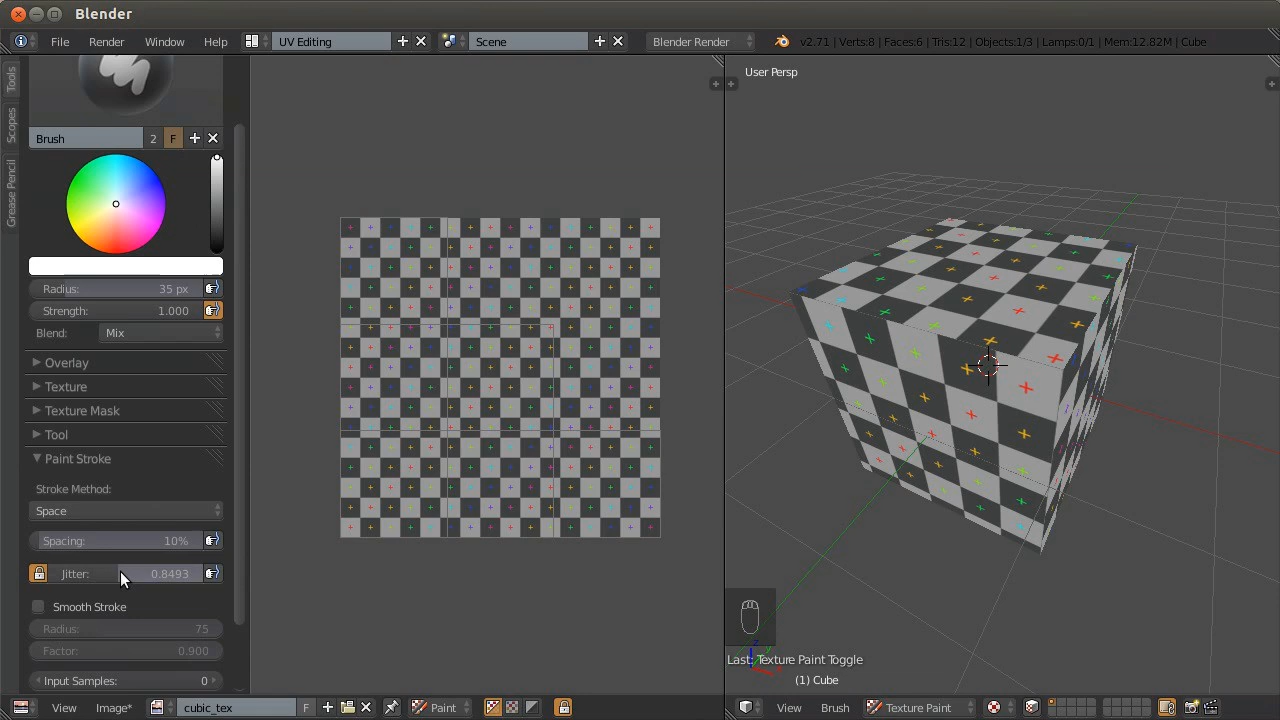 Blender
File Render Window Help UV Editing Scene Blender Render v2.71 | Verts:8 | Faces:6 | Tris:12 | Objects:1/3 | Lamps:0/1 | Mem:12.82M | Cube
Tools
Scopes
Grease Pencil
Brush 2 F
Radius: 35 px
Strength: 1.000
Blend: Mix
Overlay
Texture
Texture Mask
Tool
Paint Stroke
Stroke Method:
Space
Spacing: 10%
Jitter: 0.8493
Smooth Stroke
Radius: 75
Factor: 0.900
Input Samples: 0
View Image* cubic_tex F Paint
User Persp
Last: Texture Paint Toggle
(1) Cube
View Brush Texture Paint